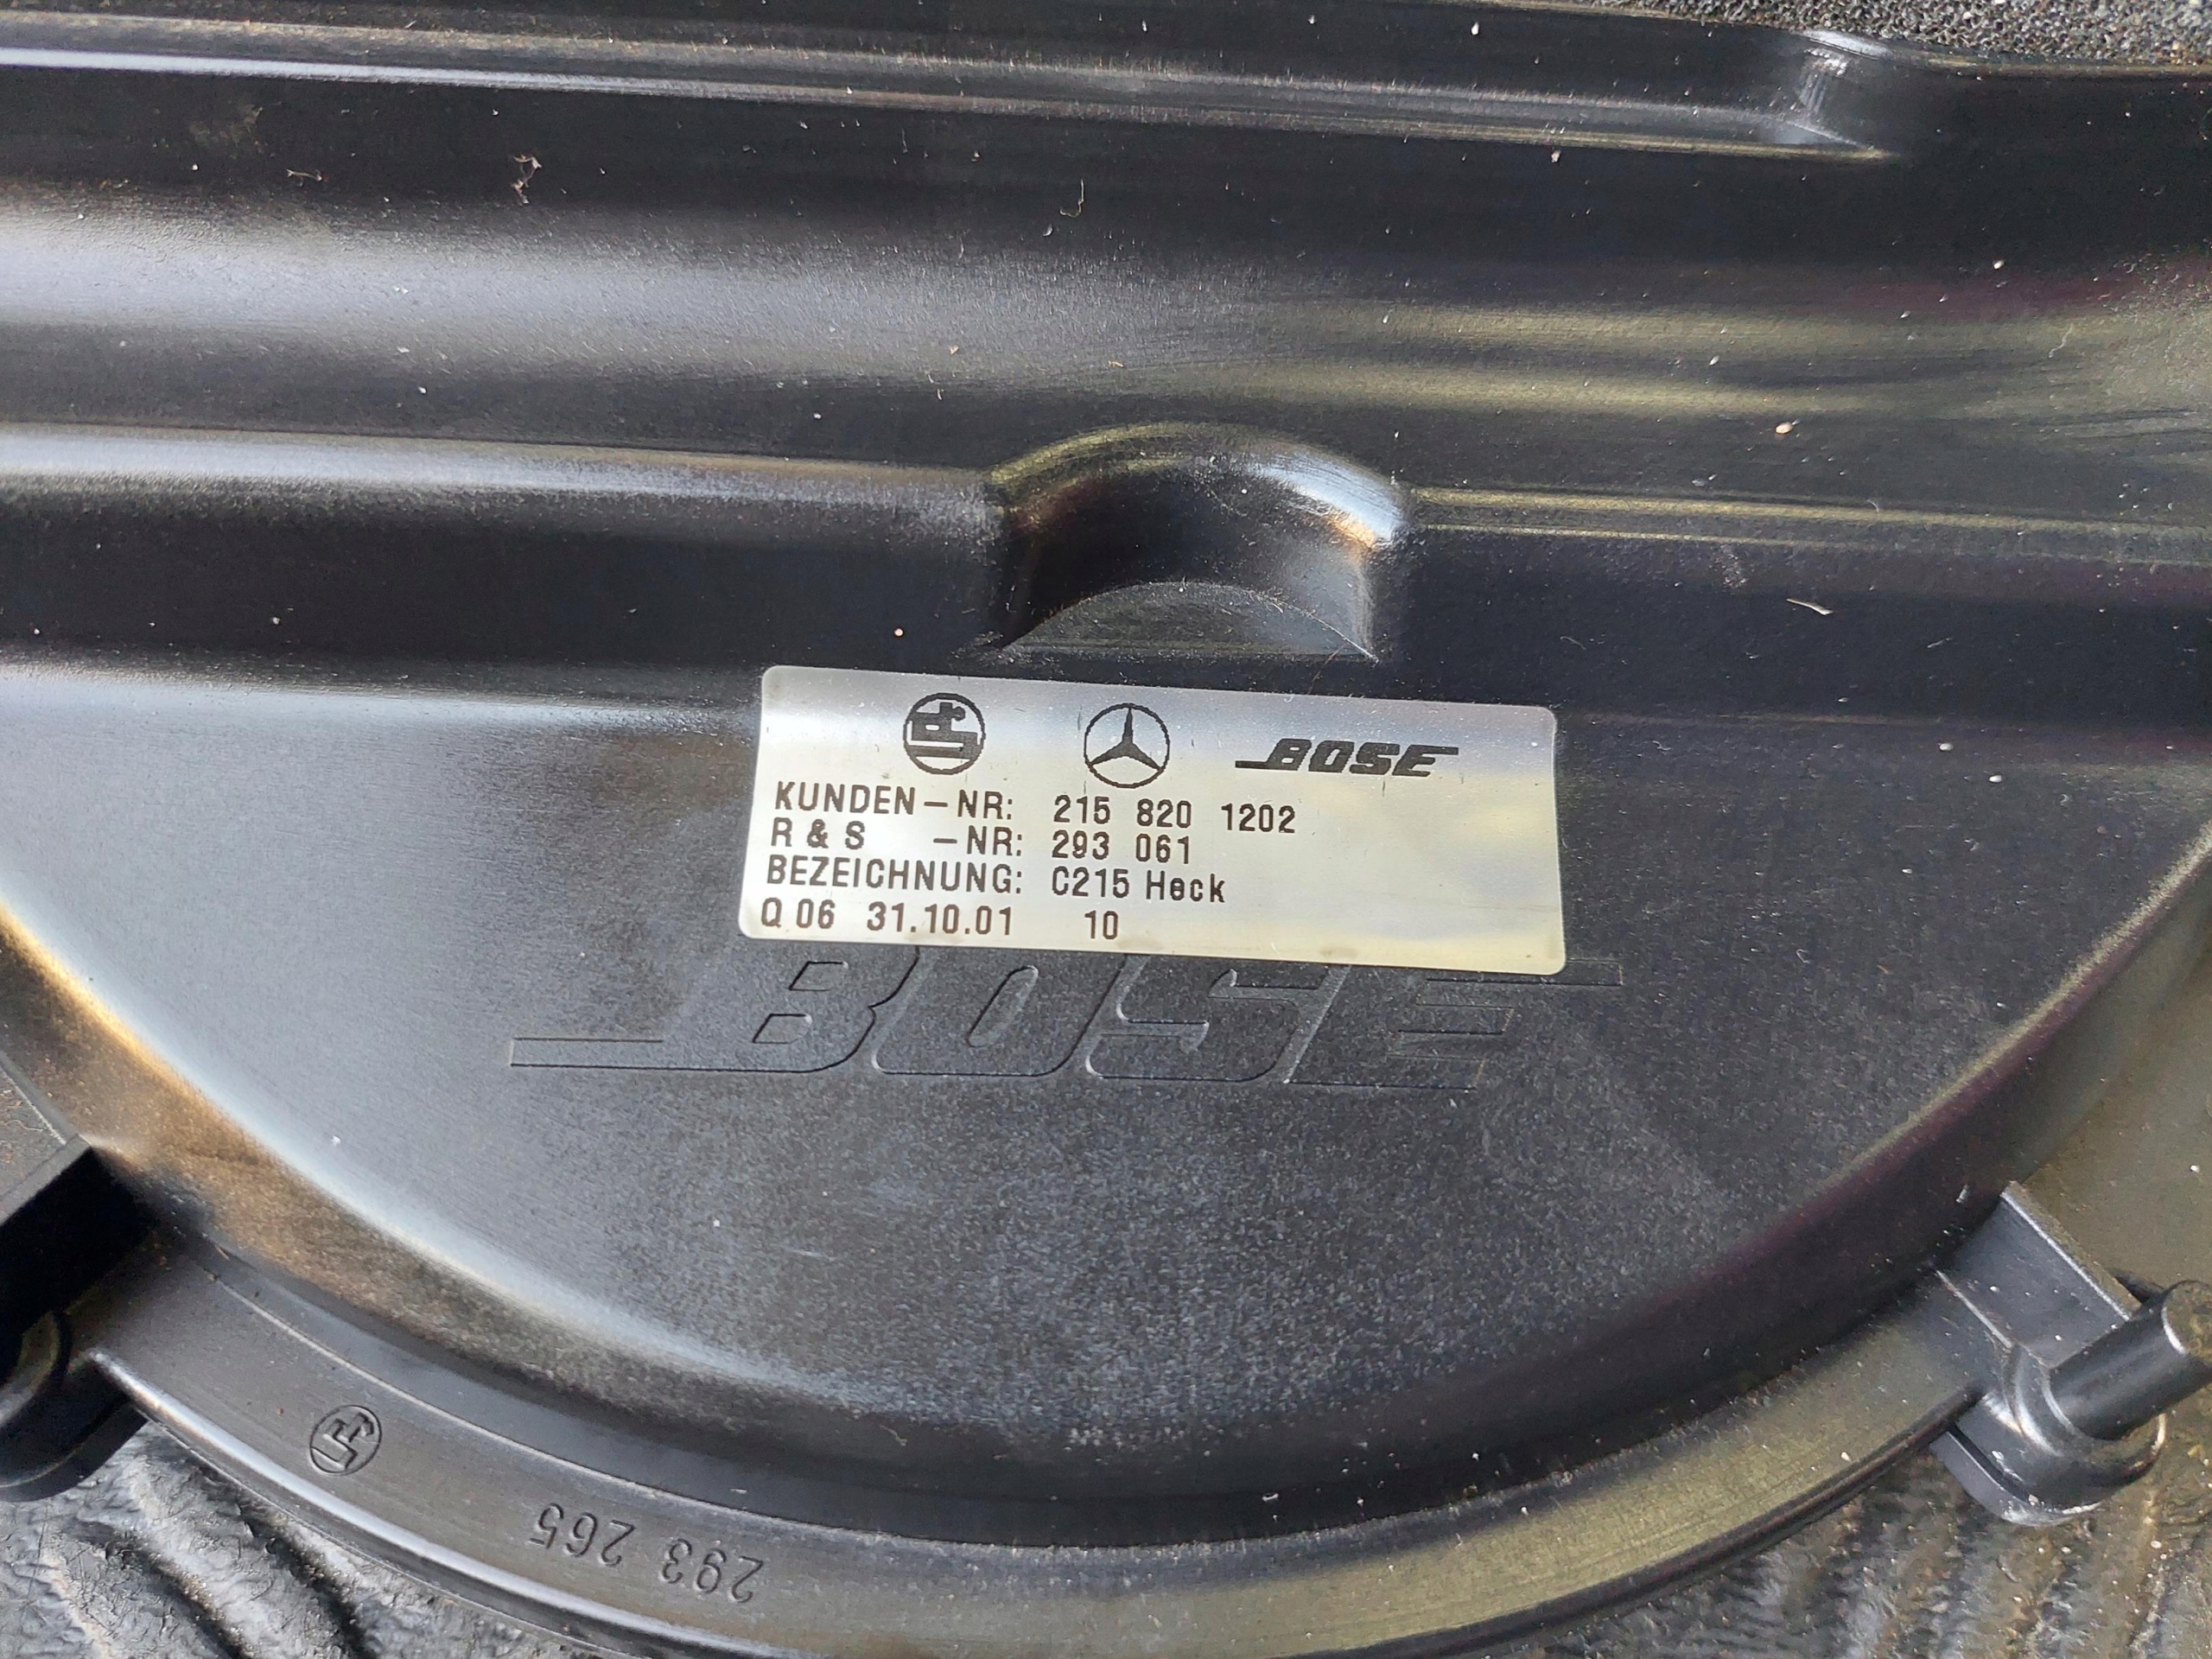 BOSE
KUNDEN-NR: 215 820 1202
R & S -NR: 293 061
BEZEICHNUNG: C215 Heck
Q 06 31.10.01 10
BOSE
293 265